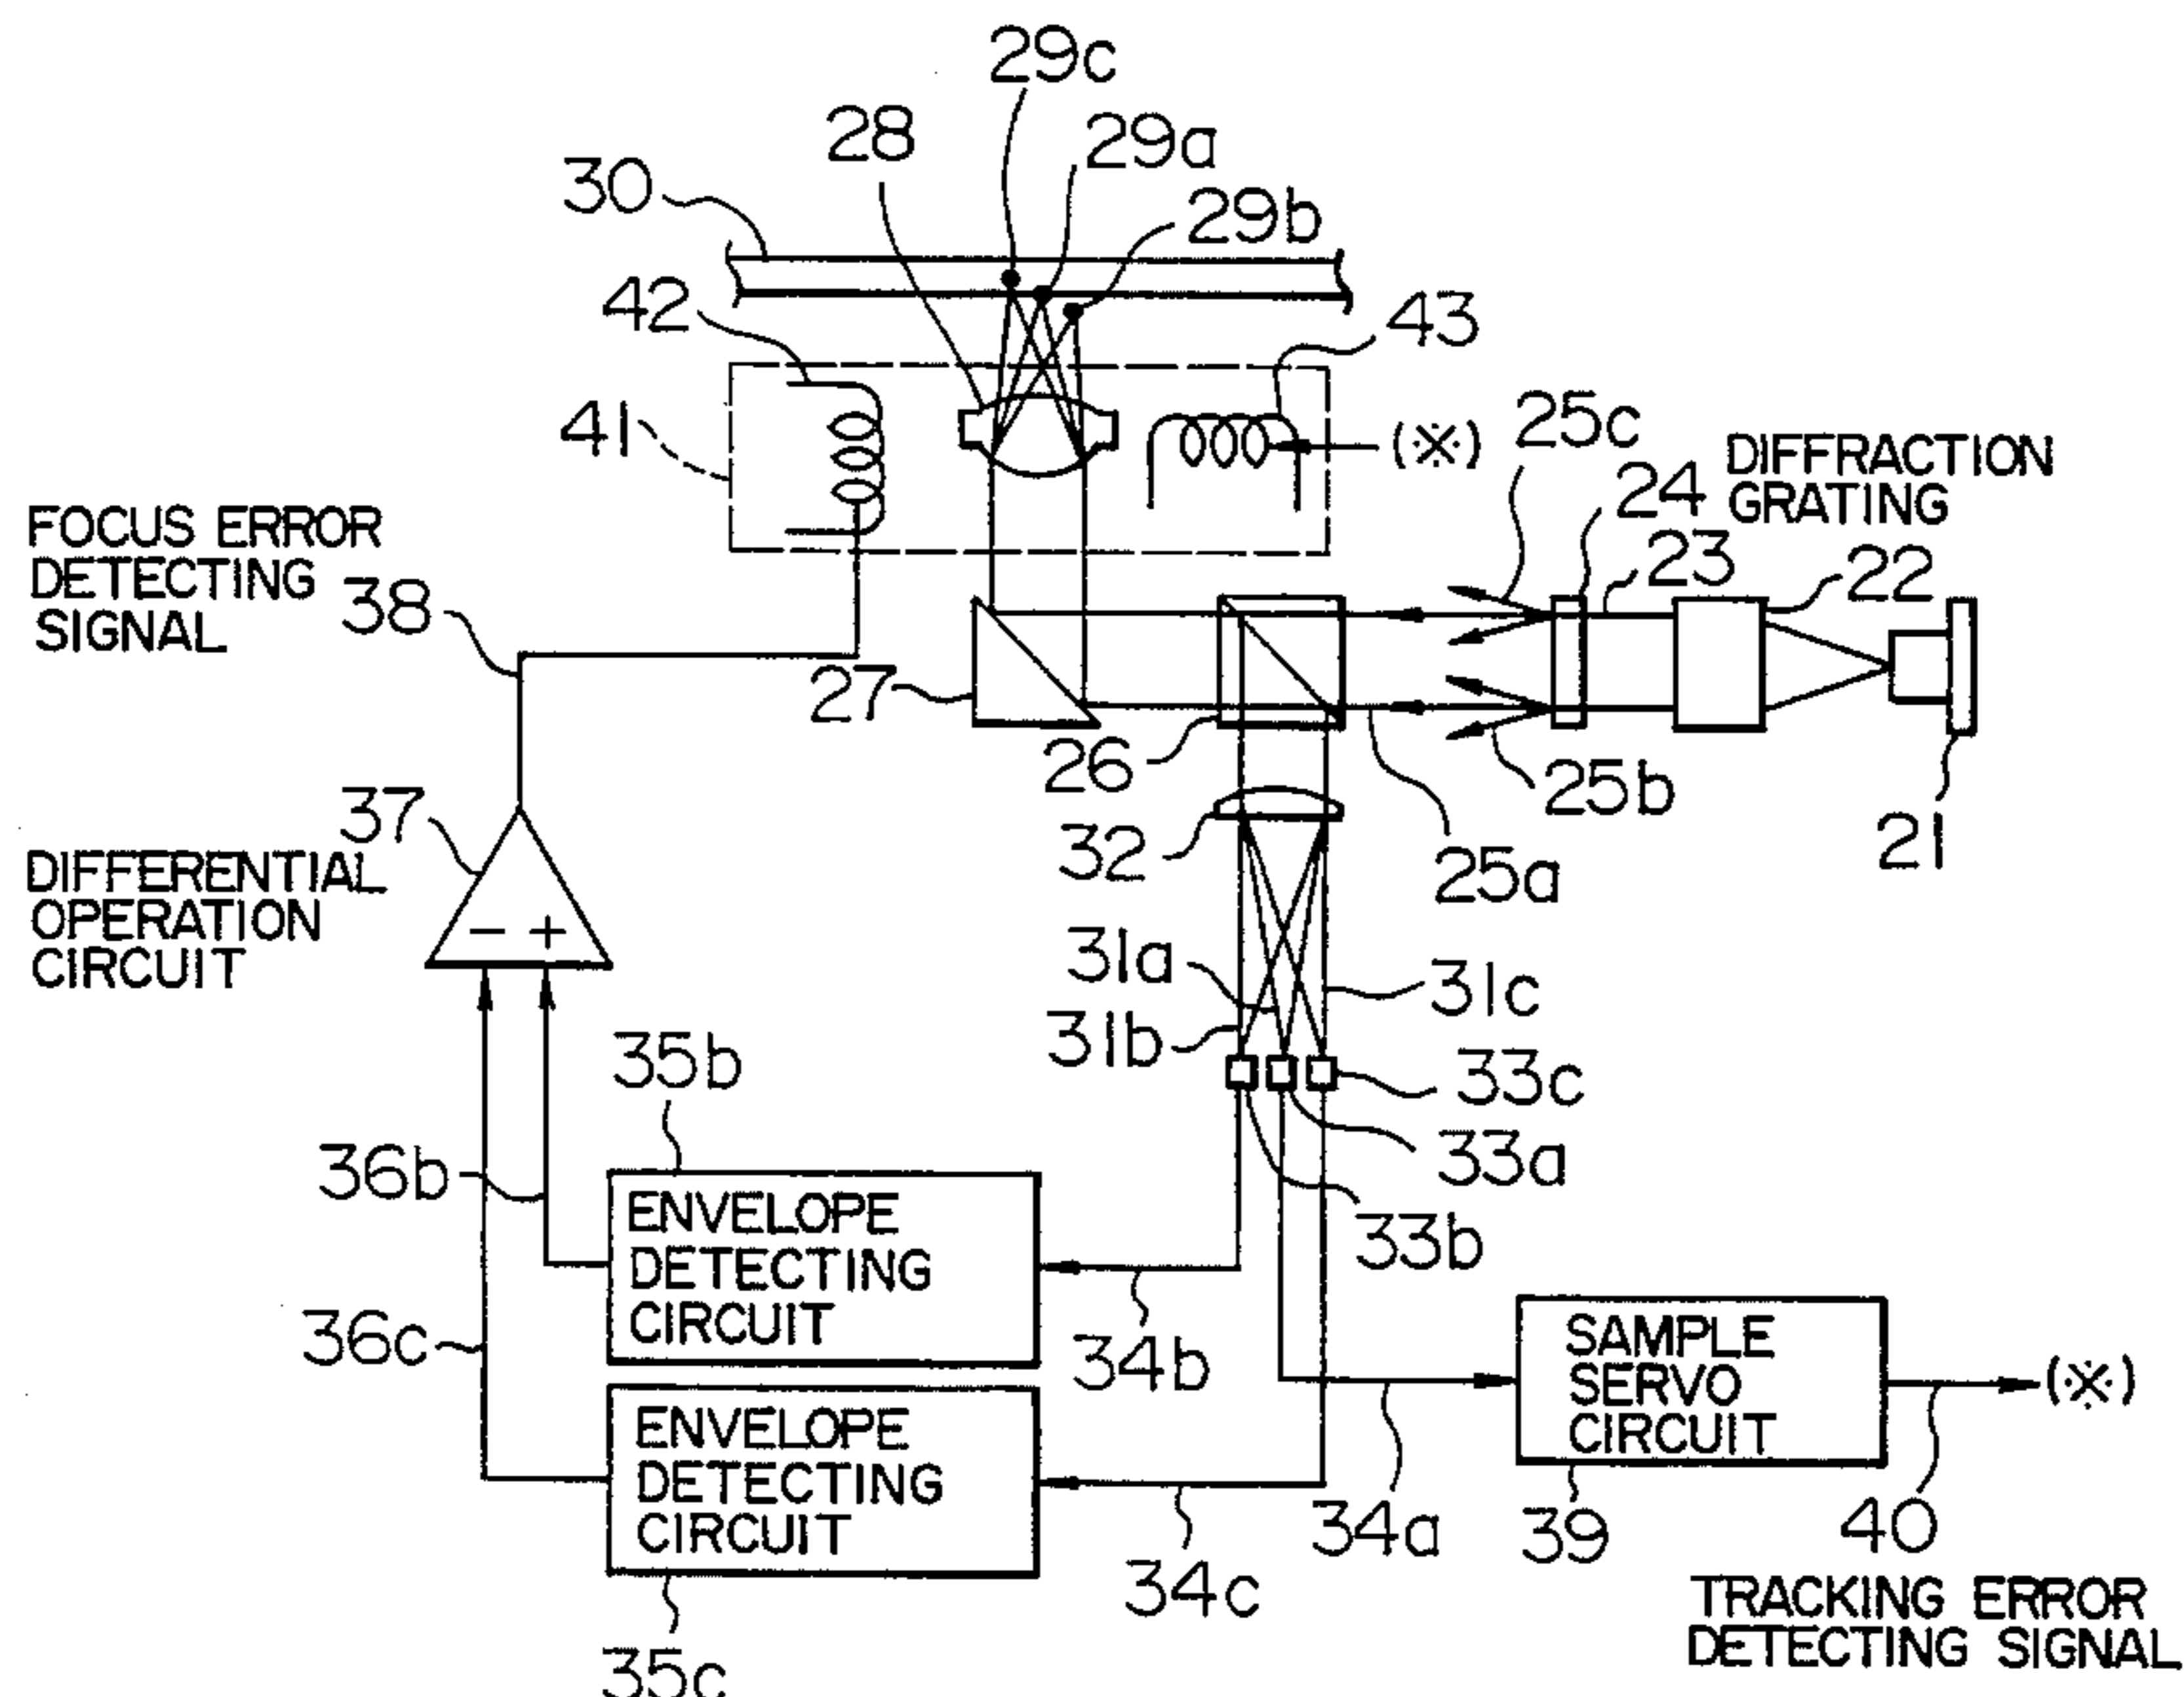 29c
28
29a
30
29b
42
43
41
(※)
25c
24
DIFFRACTION
GRATING
23
22
FOCUS ERROR
DETECTING
SIGNAL
38
27
26
25b
21
37
32
25a
DIFFERENTIAL
OPERATION
CIRCUIT
− +
31a
31c
31b
35b
33c
33a
36b
ENVELOPE
DETECTING
CIRCUIT
33b
36c
34b
SAMPLE
SERVO
CIRCUIT
(※)
ENVELOPE
DETECTING
CIRCUIT
34a
39
40
34c
35c
TRACKING ERROR
DETECTING SIGNAL